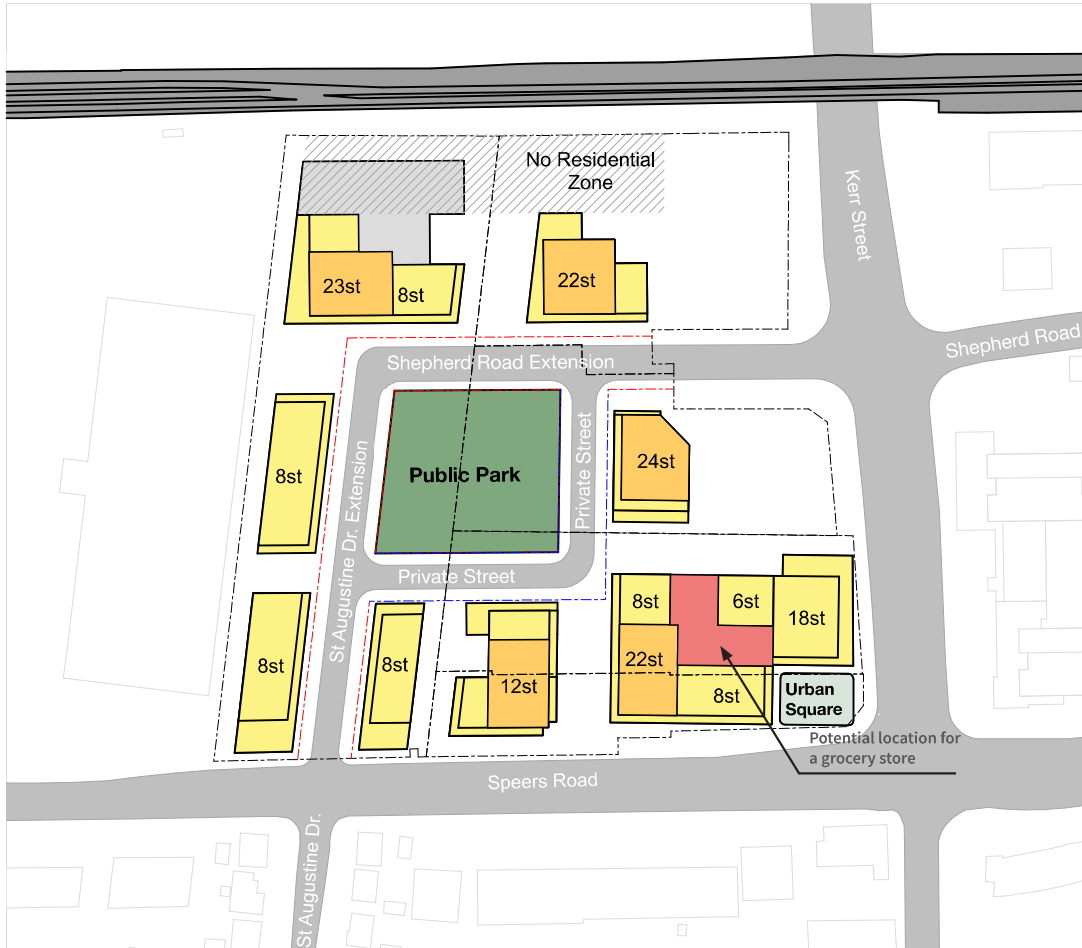 No Residential
Zone
Kerr Street
23st
8st
22st
Shepherd Road
Shepherd Road Extension
Public Park
Private Street
24st
8st
St Augustine Dr. Extension
Private Street
8st
6st
18st
8st
8st
22st
12st
8st
Urban
Square
Potential location for
a grocery store
Speers Road
St Augustine Dr.